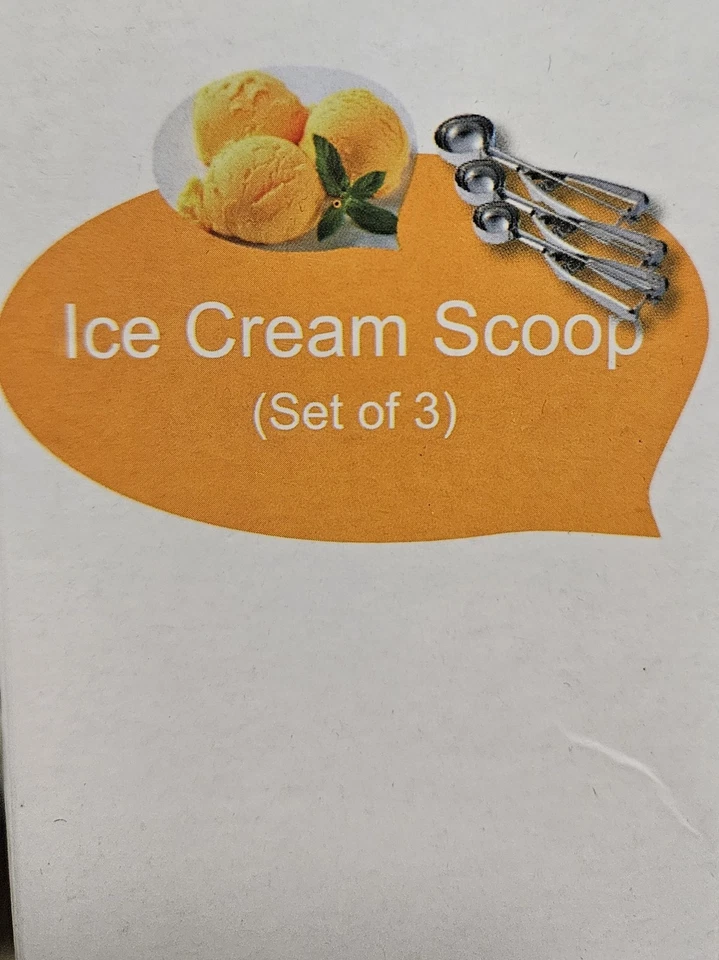 Ice Cream Scoop
(Set of 3)